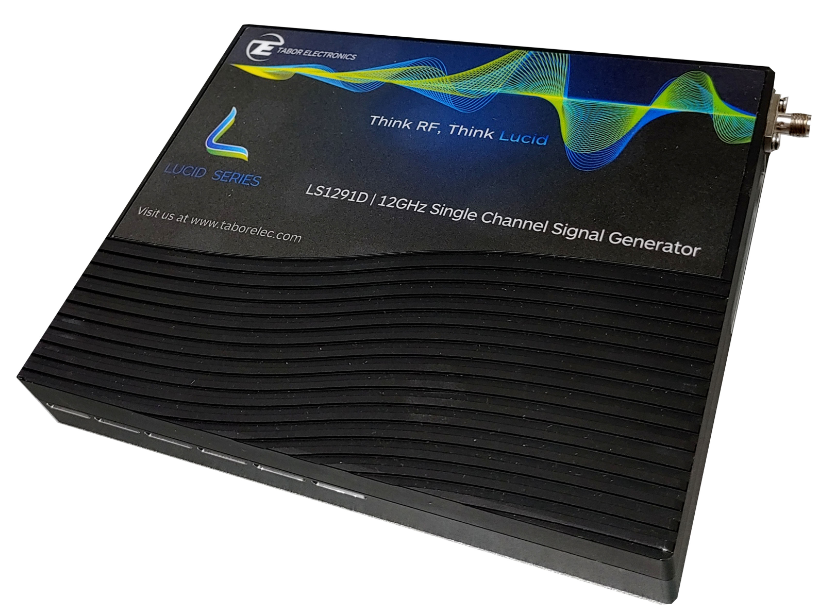 TABOR ELECTRONICS
Think RF, Think Lucid
LUCID SERIES
LS1291D | 12GHz Single Channel Signal Generator
Visit us at www.taborelec.com